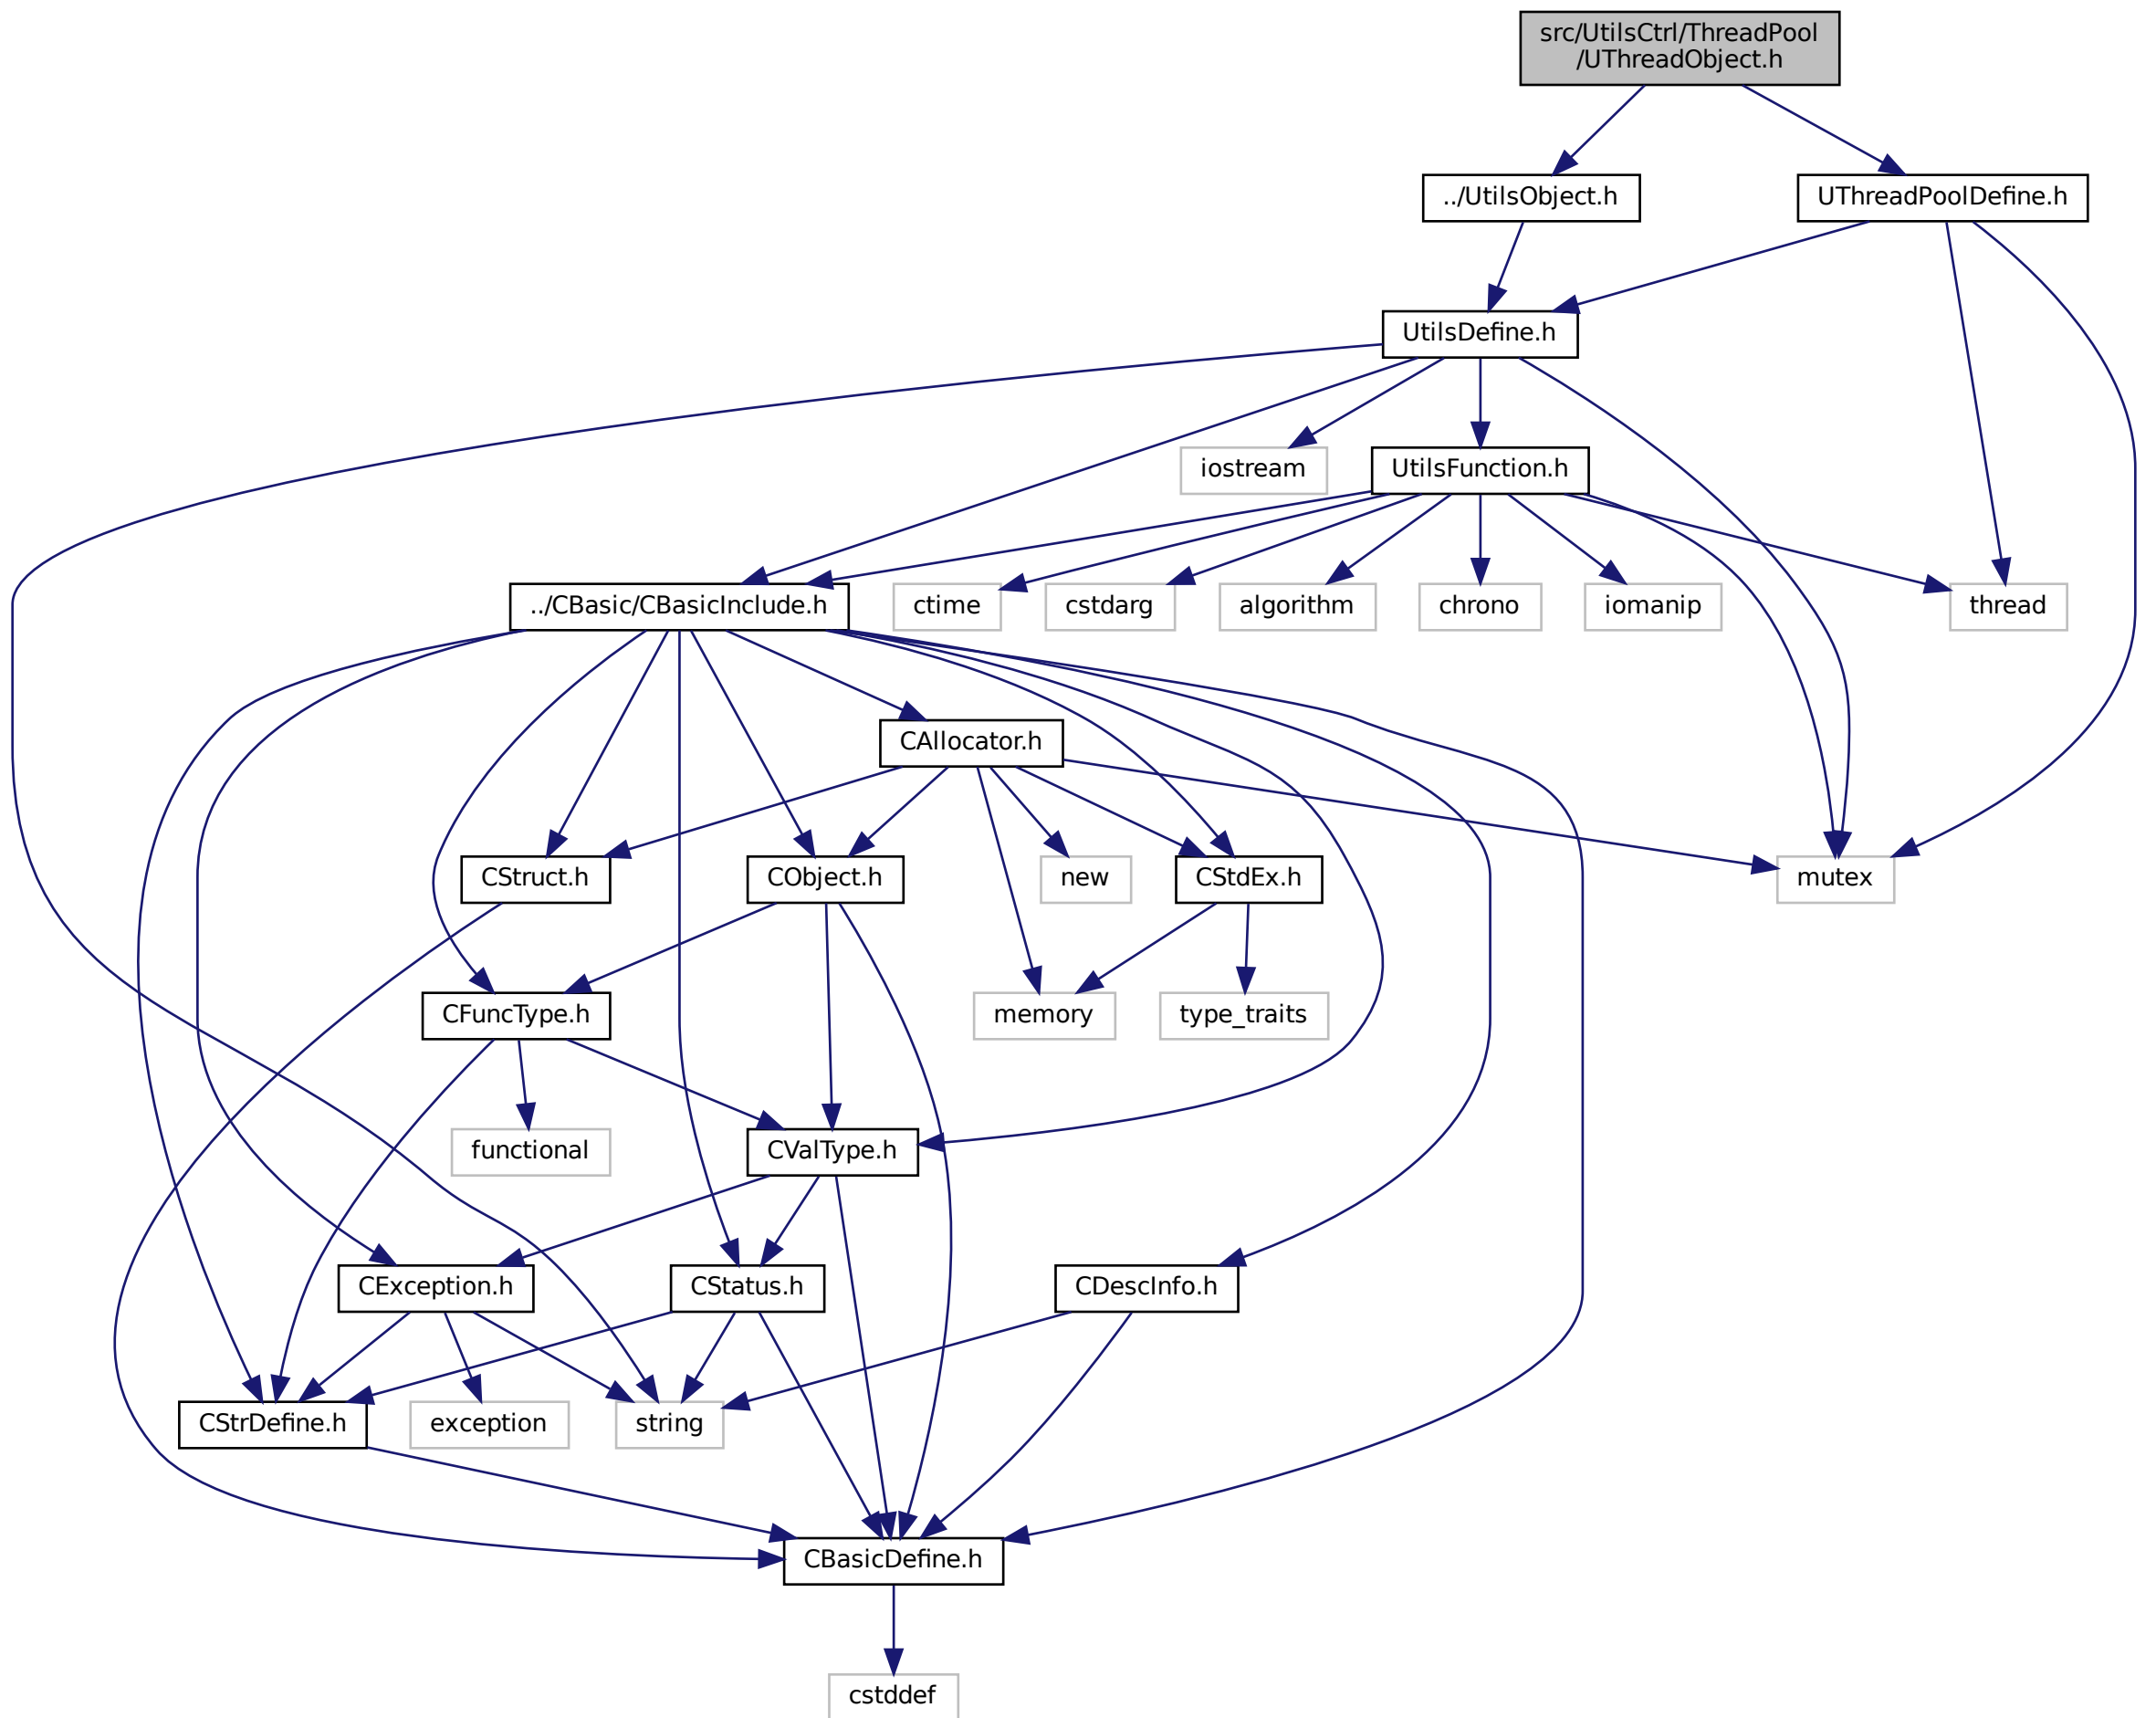 src/UtilsCtrl/ThreadPool
/UThreadObject.h
../UtilsObject.h
UThreadPoolDefine.h
UtilsDefine.h
iostream
UtilsFunction.h
../CBasic/CBasicInclude.h
ctime
cstdarg
algorithm
chrono
iomanip
thread
CAllocator.h
CStruct.h
CObject.h
new
CStdEx.h
mutex
CFuncType.h
memory
type_traits
functional
CValType.h
CException.h
CStatus.h
CDescInfo.h
CStrDefine.h
exception
string
CBasicDefine.h
cstddef